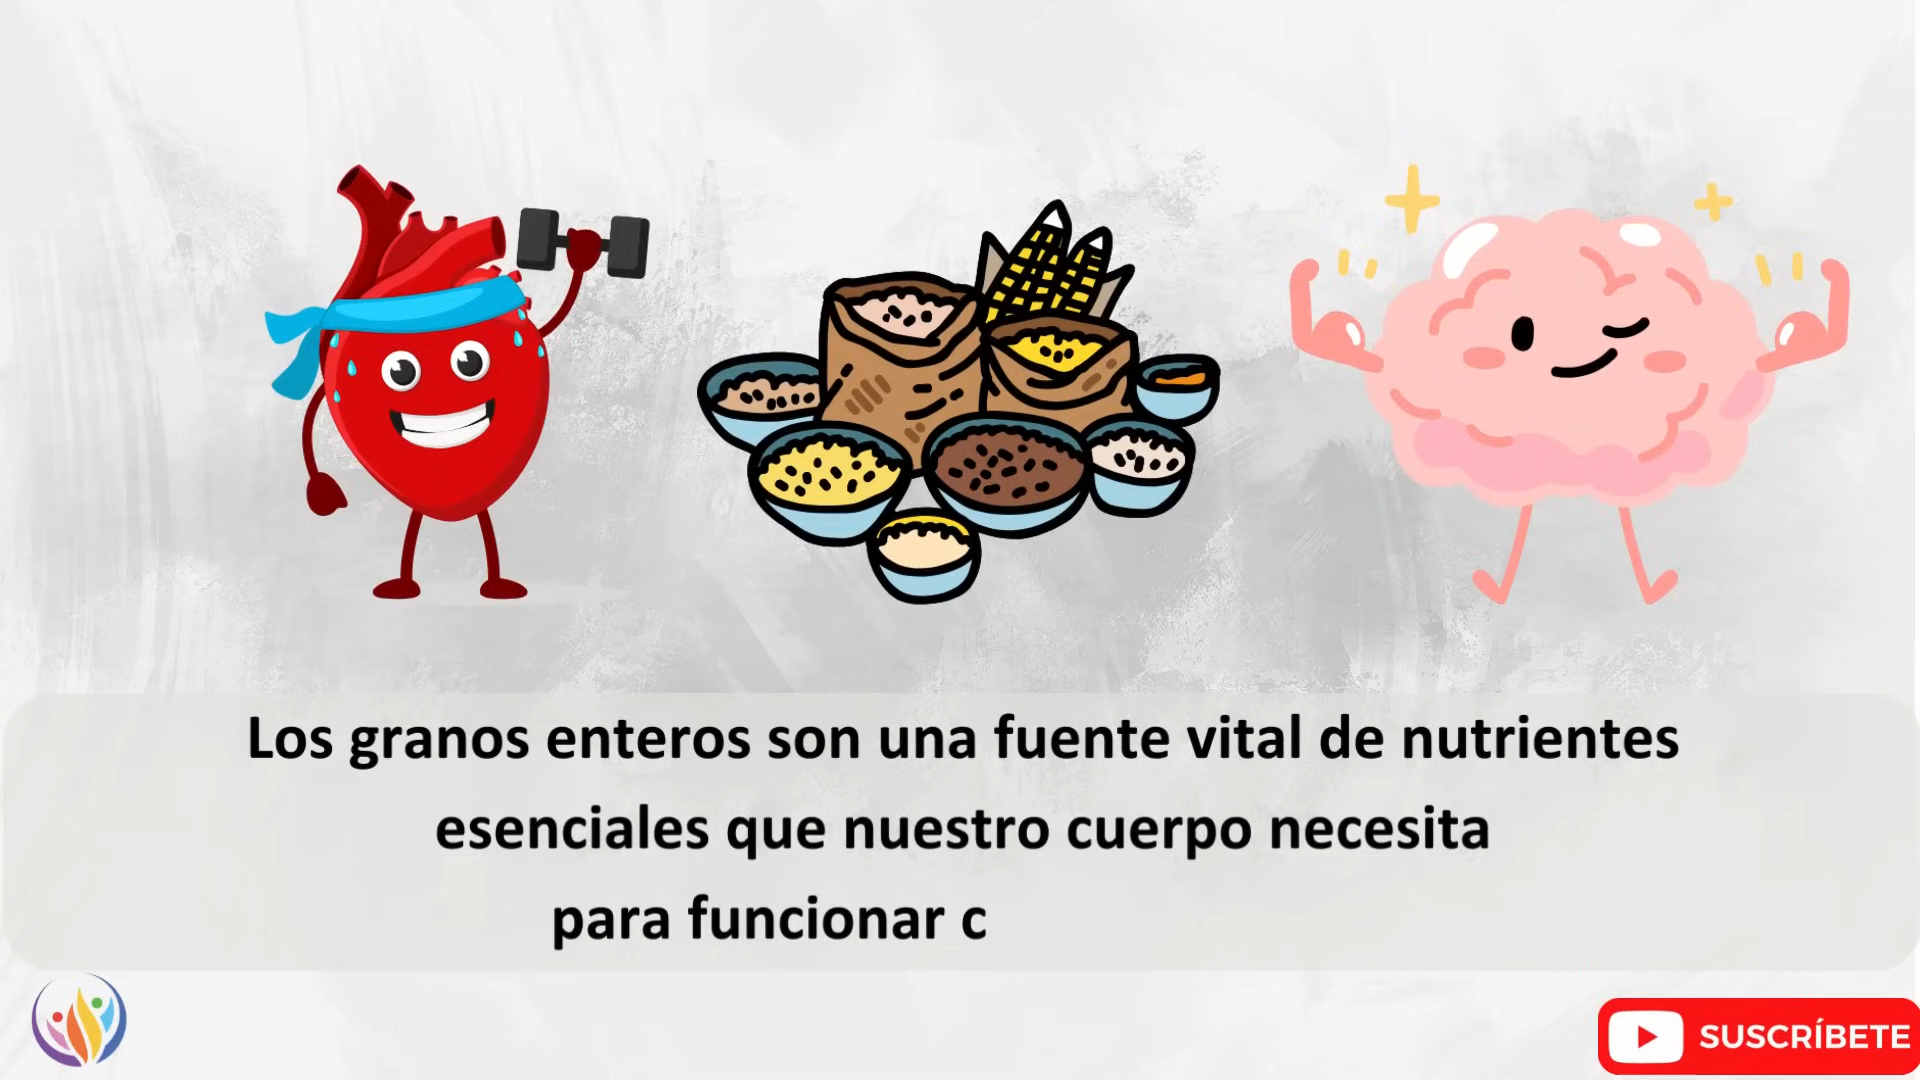 Los granos enteros son una fuente vital de nutrientes
esenciales que nuestro cuerpo necesita
para funcionar c
SUSCRÍBETE